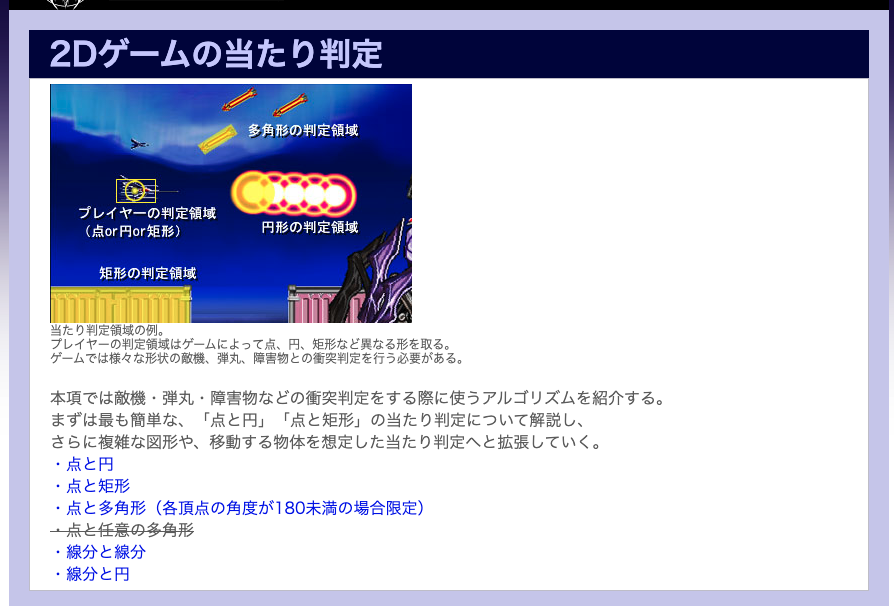 2Dゲームの当たり判定
多角形の判定領域
プレイヤーの判定領域
（点or円or矩形）
円形の判定領域
矩形の判定領域
当たり判定領域の例。
プレイヤーの判定領域はゲームによって点、円、矩形など異なる形を取る。
ゲームでは様々な形状の敵機、弾丸、障害物との衝突判定を行う必要がある。
本項では敵機・弾丸・障害物などの衝突判定をする際に使うアルゴリズムを紹介する。
まずは最も簡単な、「点と円」「点と矩形」の当たり判定について解説し、
さらに複雑な図形や、移動する物体を想定した当たり判定へと拡張していく。
・点と円
・点と矩形
・点と多角形（各頂点の角度が180未満の場合限定）
・点と任意の多角形
・線分と線分
・線分と円